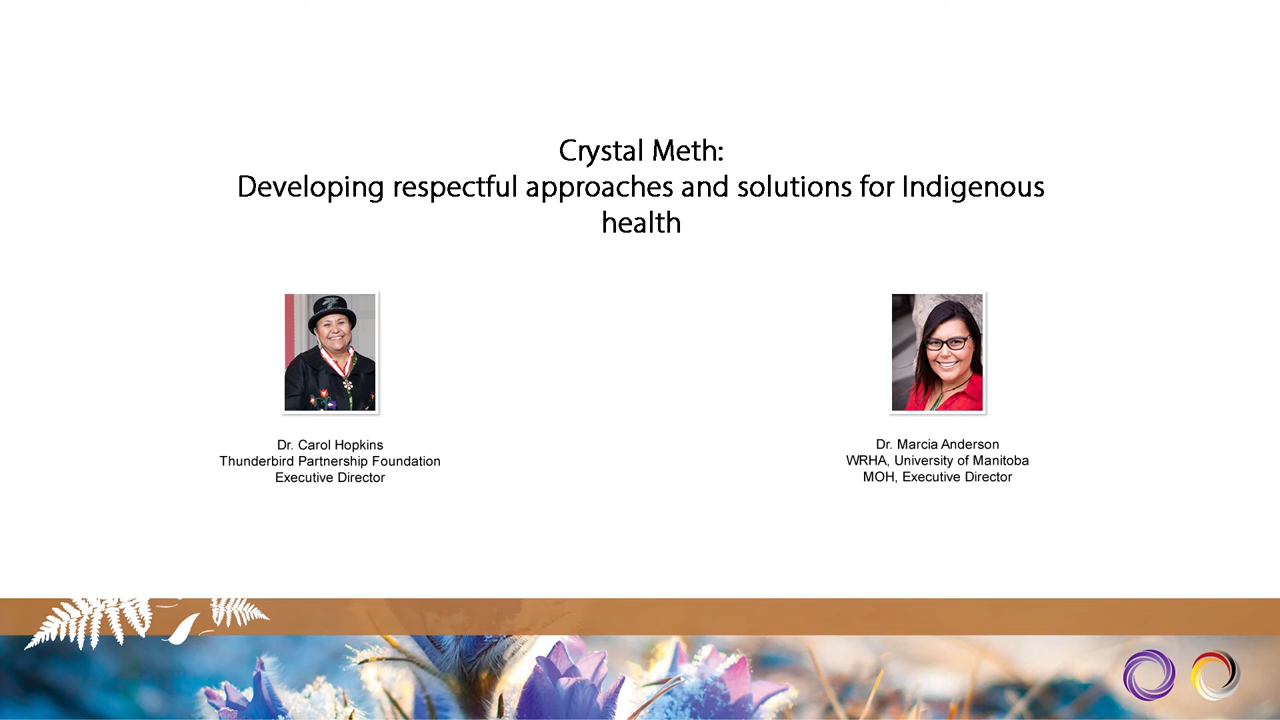 Crystal Meth:
Developing respectful approaches and solutions for Indigenous
health
Dr. Carol Hopkins
Thunderbird Partnership Foundation
Executive Director
Dr. Marcia Anderson
WRHA, University of Manitoba
MOH, Executive Director